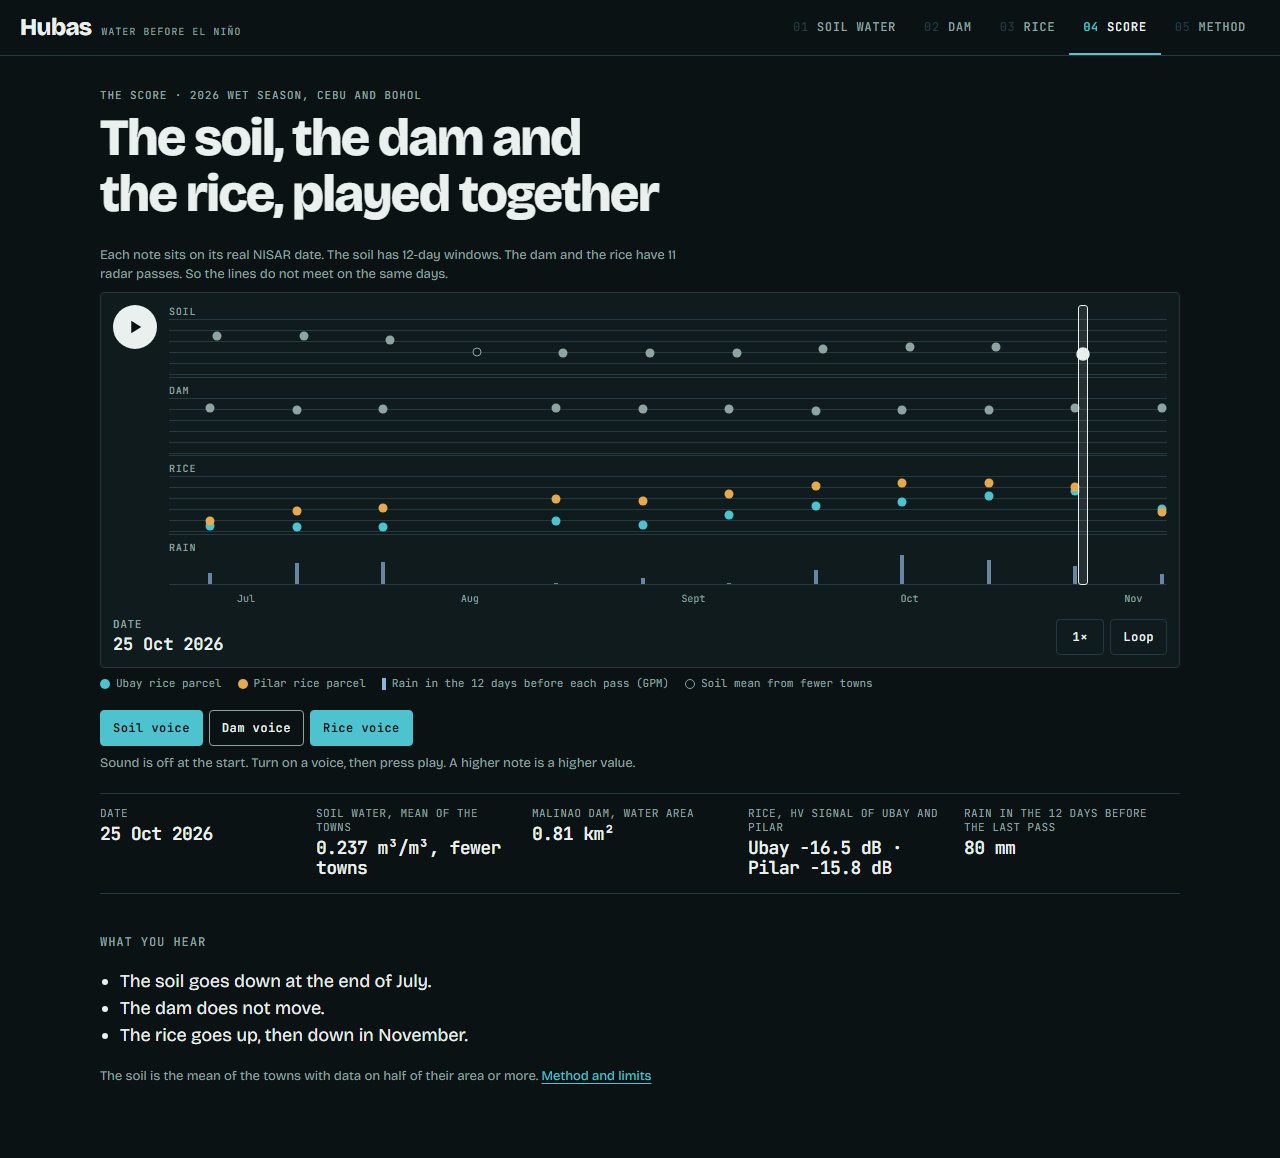 Hubas WATER BEFORE EL NIÑO
01 SOIL WATER 02 DAM 03 RICE 04 SCORE 05 METHOD
THE SCORE · 2026 WET SEASON, CEBU AND BOHOL
The soil, the dam and
the rice, played together
Each note sits on its real NISAR date. The soil has 12-day windows. The dam and the rice have 11
radar passes. So the lines do not meet on the same days.
SOIL
DAM
RICE
RAIN
Jul Aug Sept Oct Nov
DATE
25 Oct 2026
1× Loop
Ubay rice parcel Pilar rice parcel Rain in the 12 days before each pass (GPM) Soil mean from fewer towns
Soil voice Dam voice Rice voice
Sound is off at the start. Turn on a voice, then press play. A higher note is a higher value.
DATE
25 Oct 2026
SOIL WATER, MEAN OF THE
TOWNS
0.237 m³/m³, fewer
towns
MALINAO DAM, WATER AREA
0.81 km²
RICE, HV SIGNAL OF UBAY AND
PILAR
Ubay -16.5 dB ·
Pilar -15.8 dB
RAIN IN THE 12 DAYS BEFORE
THE LAST PASS
80 mm
WHAT YOU HEAR
• The soil goes down at the end of July.
• The dam does not move.
• The rice goes up, then down in November.
The soil is the mean of the towns with data on half of their area or more. Method and limits